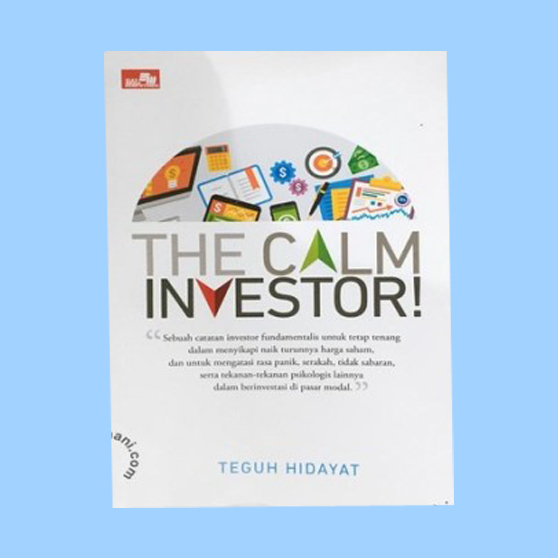 THE CALM
INVESTOR!
“Sebuah catatan investor fundamentalis untuk tetap tenang
dalam menyikapi naik turunnya harga saham,
dan untuk mengatasi rasa panik, serakah, tidak sabaran,
serta tekanan-tekanan psikologis lainnya
dalam berinvestasi di pasar modal.”
TEGUH HIDAYAT